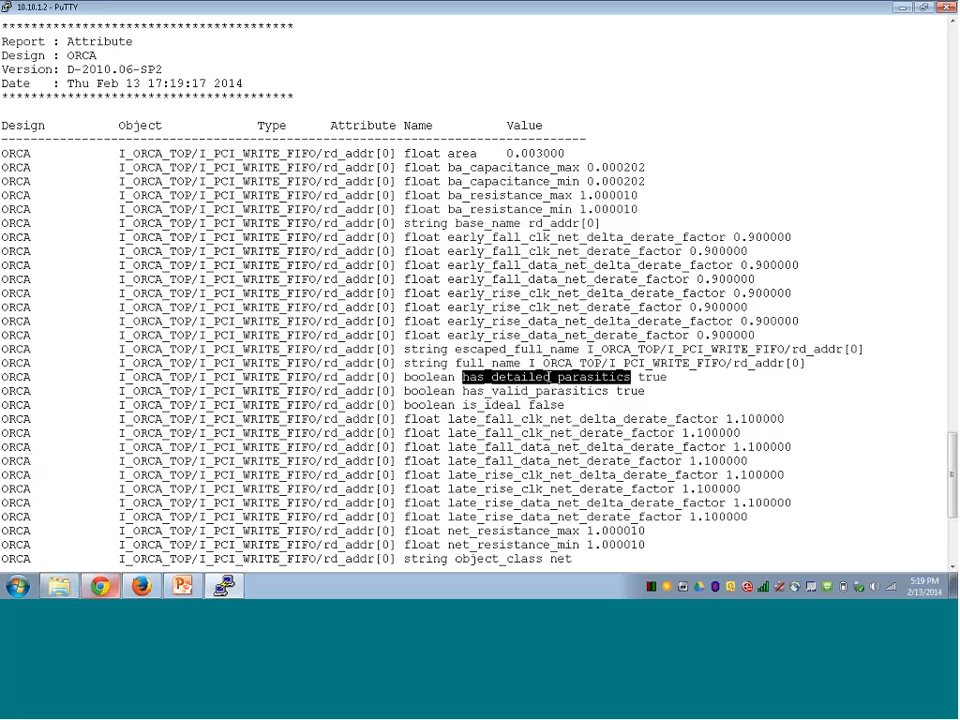 10.10.1.2 - PuTTY
****************************************
Report : Attribute
Design : ORCA
Version: D-2010.06-SP2
Date   : Thu Feb 13 17:19:17 2014
****************************************
Design Object Type Attribute Name Value
--------------------------------------------------------------------------------
ORCA I_ORCA_TOP/I_PCI_WRITE_FIFO/rd_addr[0] float area 0.003000
ORCA I_ORCA_TOP/I_PCI_WRITE_FIFO/rd_addr[0] float ba_capacitance_max 0.000202
ORCA I_ORCA_TOP/I_PCI_WRITE_FIFO/rd_addr[0] float ba_capacitance_min 0.000202
ORCA I_ORCA_TOP/I_PCI_WRITE_FIFO/rd_addr[0] float ba_resistance_max 1.000010
ORCA I_ORCA_TOP/I_PCI_WRITE_FIFO/rd_addr[0] float ba_resistance_min 1.000010
ORCA I_ORCA_TOP/I_PCI_WRITE_FIFO/rd_addr[0] string base_name rd_addr[0]
ORCA I_ORCA_TOP/I_PCI_WRITE_FIFO/rd_addr[0] float early_fall_clk_net_delta_derate_factor 0.900000
ORCA I_ORCA_TOP/I_PCI_WRITE_FIFO/rd_addr[0] float early_fall_clk_net_derate_factor 0.900000
ORCA I_ORCA_TOP/I_PCI_WRITE_FIFO/rd_addr[0] float early_fall_data_net_delta_derate_factor 0.900000
ORCA I_ORCA_TOP/I_PCI_WRITE_FIFO/rd_addr[0] float early_fall_data_net_derate_factor 0.900000
ORCA I_ORCA_TOP/I_PCI_WRITE_FIFO/rd_addr[0] float early_rise_clk_net_delta_derate_factor 0.900000
ORCA I_ORCA_TOP/I_PCI_WRITE_FIFO/rd_addr[0] float early_rise_clk_net_derate_factor 0.900000
ORCA I_ORCA_TOP/I_PCI_WRITE_FIFO/rd_addr[0] float early_rise_data_net_delta_derate_factor 0.900000
ORCA I_ORCA_TOP/I_PCI_WRITE_FIFO/rd_addr[0] float early_rise_data_net_derate_factor 0.900000
ORCA I_ORCA_TOP/I_PCI_WRITE_FIFO/rd_addr[0] string escaped_full_name I_ORCA_TOP/I_PCI_WRITE_FIFO/rd_addr[0]
ORCA I_ORCA_TOP/I_PCI_WRITE_FIFO/rd_addr[0] string full_name I_ORCA_TOP/I_PCI_WRITE_FIFO/rd_addr[0]
ORCA I_ORCA_TOP/I_PCI_WRITE_FIFO/rd_addr[0] boolean has_detailed_parasitics true
ORCA I_ORCA_TOP/I_PCI_WRITE_FIFO/rd_addr[0] boolean has_valid_parasitics true
ORCA I_ORCA_TOP/I_PCI_WRITE_FIFO/rd_addr[0] boolean is_ideal false
ORCA I_ORCA_TOP/I_PCI_WRITE_FIFO/rd_addr[0] float late_fall_clk_net_delta_derate_factor 1.100000
ORCA I_ORCA_TOP/I_PCI_WRITE_FIFO/rd_addr[0] float late_fall_clk_net_derate_factor 1.100000
ORCA I_ORCA_TOP/I_PCI_WRITE_FIFO/rd_addr[0] float late_fall_data_net_delta_derate_factor 1.100000
ORCA I_ORCA_TOP/I_PCI_WRITE_FIFO/rd_addr[0] float late_fall_data_net_derate_factor 1.100000
ORCA I_ORCA_TOP/I_PCI_WRITE_FIFO/rd_addr[0] float late_rise_clk_net_delta_derate_factor 1.100000
ORCA I_ORCA_TOP/I_PCI_WRITE_FIFO/rd_addr[0] float late_rise_clk_net_derate_factor 1.100000
ORCA I_ORCA_TOP/I_PCI_WRITE_FIFO/rd_addr[0] float late_rise_data_net_delta_derate_factor 1.100000
ORCA I_ORCA_TOP/I_PCI_WRITE_FIFO/rd_addr[0] float late_rise_data_net_derate_factor 1.100000
ORCA I_ORCA_TOP/I_PCI_WRITE_FIFO/rd_addr[0] float net_resistance_max 1.000010
ORCA I_ORCA_TOP/I_PCI_WRITE_FIFO/rd_addr[0] float net_resistance_min 1.000010
ORCA I_ORCA_TOP/I_PCI_WRITE_FIFO/rd_addr[0] string object_class net
5:19 PM
2/13/2014